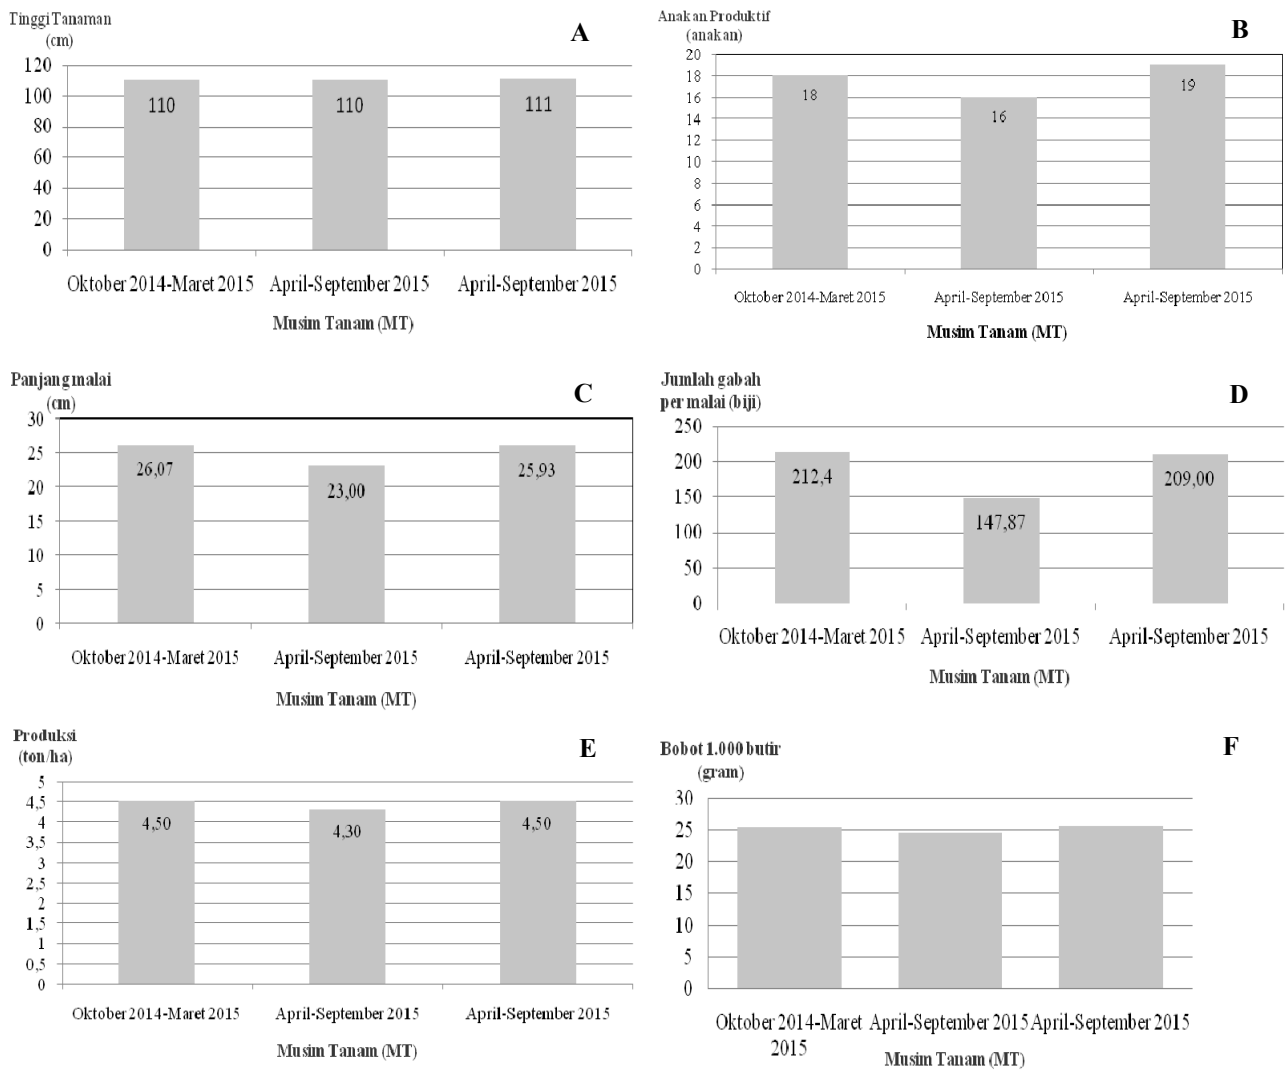 Tinggi Tanaman
(cm)
A
120
100
80
60
40
20
0
110
110
111
Oktober 2014-Maret 2015
April-September 2015
April-September 2015
Musim Tanam (MT)
Anakan Produktif
(anakan)
B
20
18
16
14
12
10
8
6
4
2
0
18
16
19
Oktober 2014-Maret 2015
April-September 2015
April-September 2015
Musim Tanam (MT)
Panjang malai
(cm)
C
30
25
20
15
10
5
0
26,07
23,00
25,93
Oktober 2014-Maret 2015
April-September 2015
April-September 2015
Musim Tanam (MT)
Jumlah gabah
per malai (biji)
D
250
200
150
100
50
0
212,4
147,87
209,00
Oktober 2014-Maret 2015
April-September 2015
April-September 2015
Musim Tanam (MT)
Produksi
(ton/ha)
E
5
4,5
4
3,5
3
2,5
2
1,5
1
0,5
0
4,50
4,30
4,50
Oktober 2014-Maret 2015
April-September 2015
April-September 2015
Musim Tanam (MT)
Bobot 1.000 butir
(gram)
F
30
25
20
15
10
5
0
Oktober 2014-Maret
2015
April-September 2015
April-September 2015
Musim Tanam (MT)